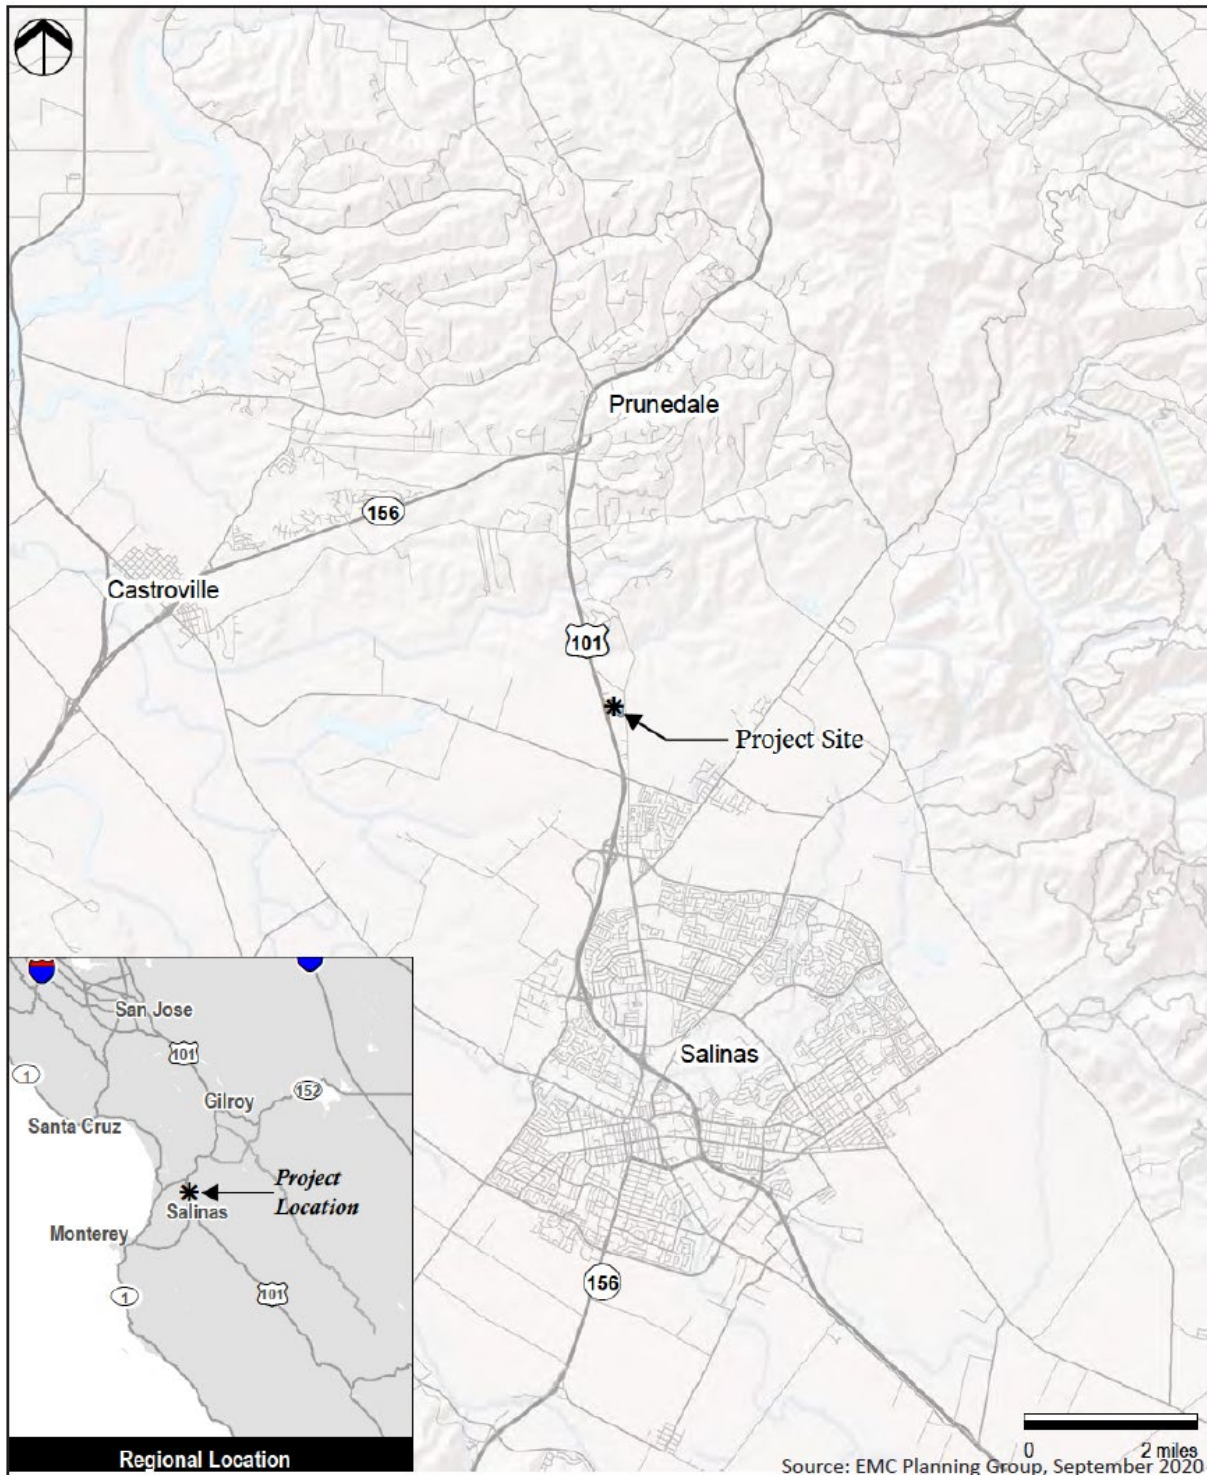 Prunedale
156
Castroville
101
Project Site
Salinas
156
San Jose
101
1
Gilroy
152
Santa Cruz
Project
Location
Salinas
Monterey
1
101
Regional Location
0
2 miles
Source: EMC Planning Group, September 2020